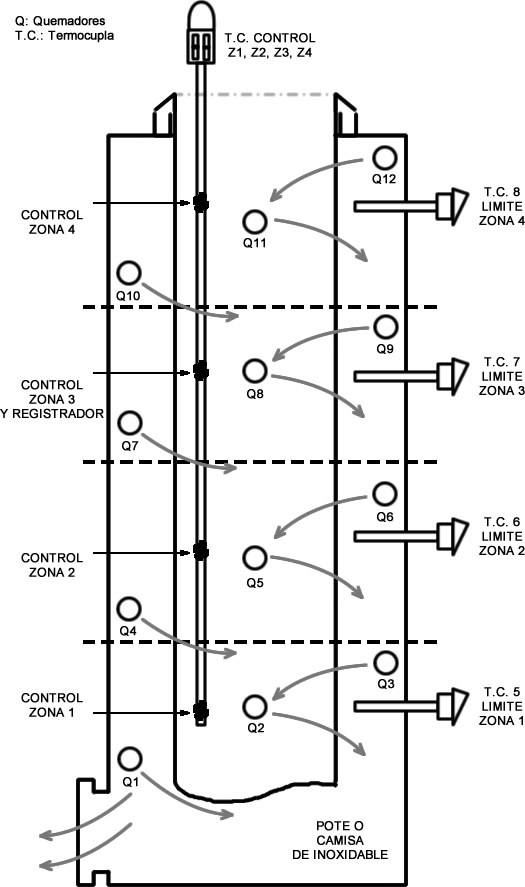 Q: Quemadores
T.C.: Termocupla
T.C. CONTROL
Z1, Z2, Z3, Z4
Q12
T.C. 8
LIMITE
ZONA 4
CONTROL
ZONA 4
Q11
Q10
Q9
T.C. 7
LIMITE
ZONA 3
CONTROL
ZONA 3
Y REGISTRADOR
Q8
Q7
Q6
T.C. 6
LIMITE
ZONA 2
CONTROL
ZONA 2
Q5
Q4
Q3
T.C. 5
LIMITE
ZONA 1
CONTROL
ZONA 1
Q2
Q1
POTE O
CAMISA
DE INOXIDABLE